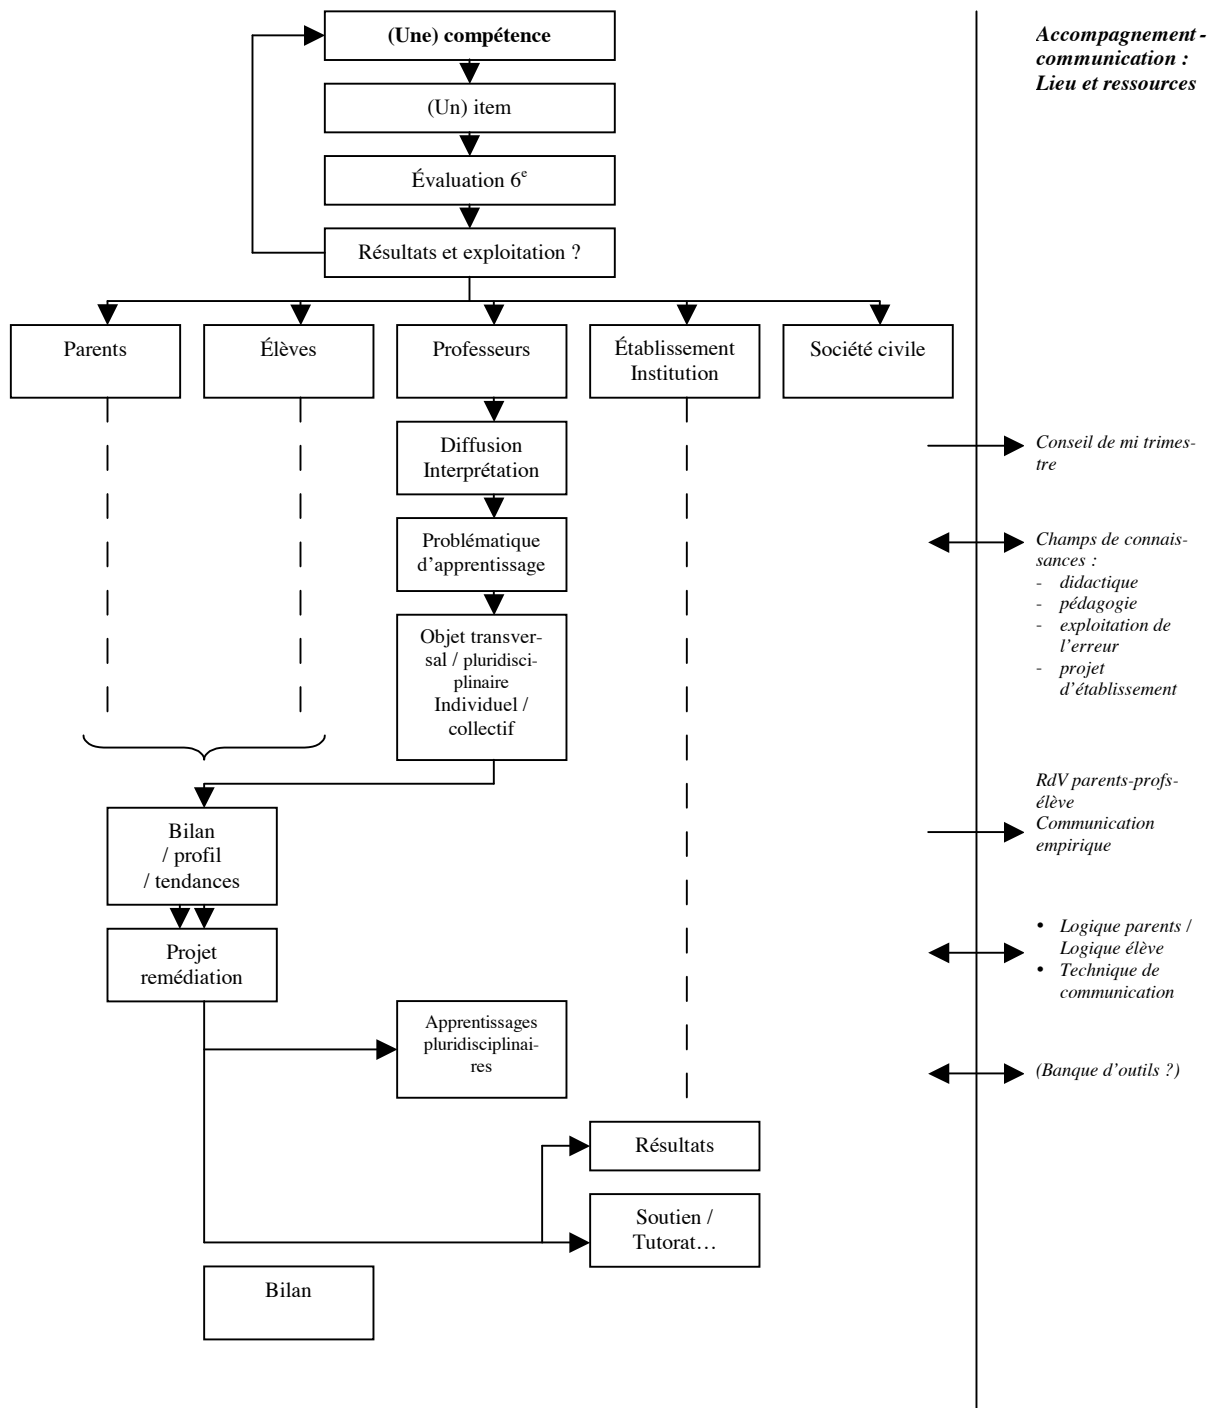 (Une) compétence
(Un) item
Évaluation 6e
Résultats et exploitation ?
Parents
Élèves
Professeurs
Établissement
Institution
Société civile
Diffusion
Interprétation
Problématique
d’apprentissage
Objet transver-
sal / pluridisci-
plinaire
Individuel /
collectif
Bilan
/ profil
/ tendances
Projet
remédiation
Apprentissages
pluridisciplinai-
res
Résultats
Soutien /
Tutorat…
Bilan
Accompagnement -
communication :
Lieu et ressources
Conseil de mi trimes-
tre
Champs de connais-
sances :
- didactique
- pédagogie
- exploitation de
l’erreur
- projet
d’établissement
RdV parents-profs-
élève
Communication
empirique
• Logique parents /
Logique élève
• Technique de
communication
(Banque d’outils ?)